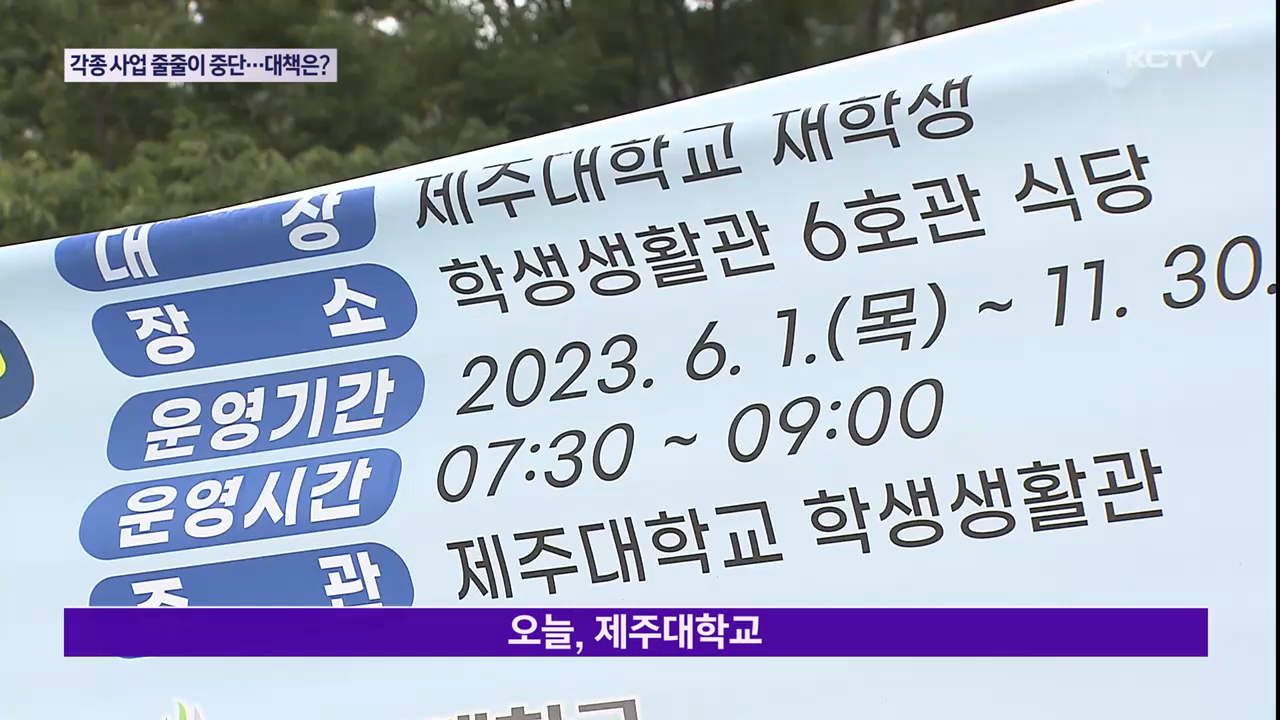 각종 사업 줄줄이 중단…대책은?
KCTV
대 상 제주대학교 재학생
장 소 학생생활관 6호관 식당
운영기간 2023. 6. 1.(목) ~ 11. 30.
운영시간 07:30 ~ 09:00
주 관 제주대학교 학생생활관
오늘, 제주대학교